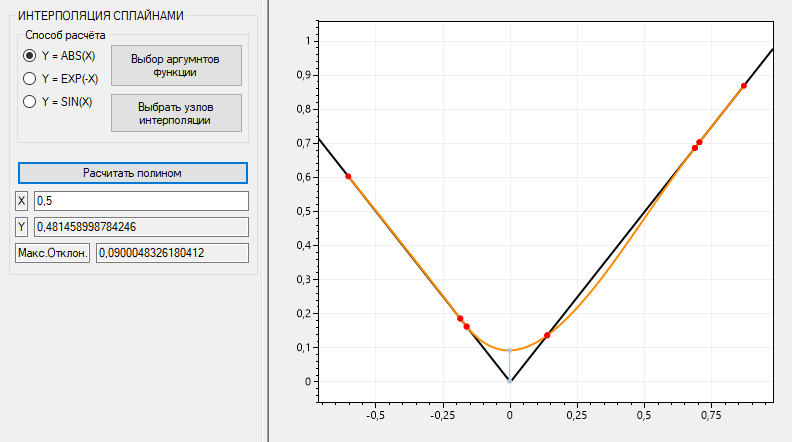 ИНТЕРПОЛЯЦИЯ СПЛАЙНАМИ
Способ расчёта
Y = ABS(X)
Y = EXP(-X)
Y = SIN(X)
Выбор аргумнтов
функции
Выбрать узлов
интерполяции
Расчитать полином
X
0,5
Y
0,481458998784246
Макс.Отклон.
0,0900048326180412
1
0,9
0,8
0,7
0,6
0,5
0,4
0,3
0,2
0,1
0
-0,5
-0,25
0
0,25
0,5
0,75